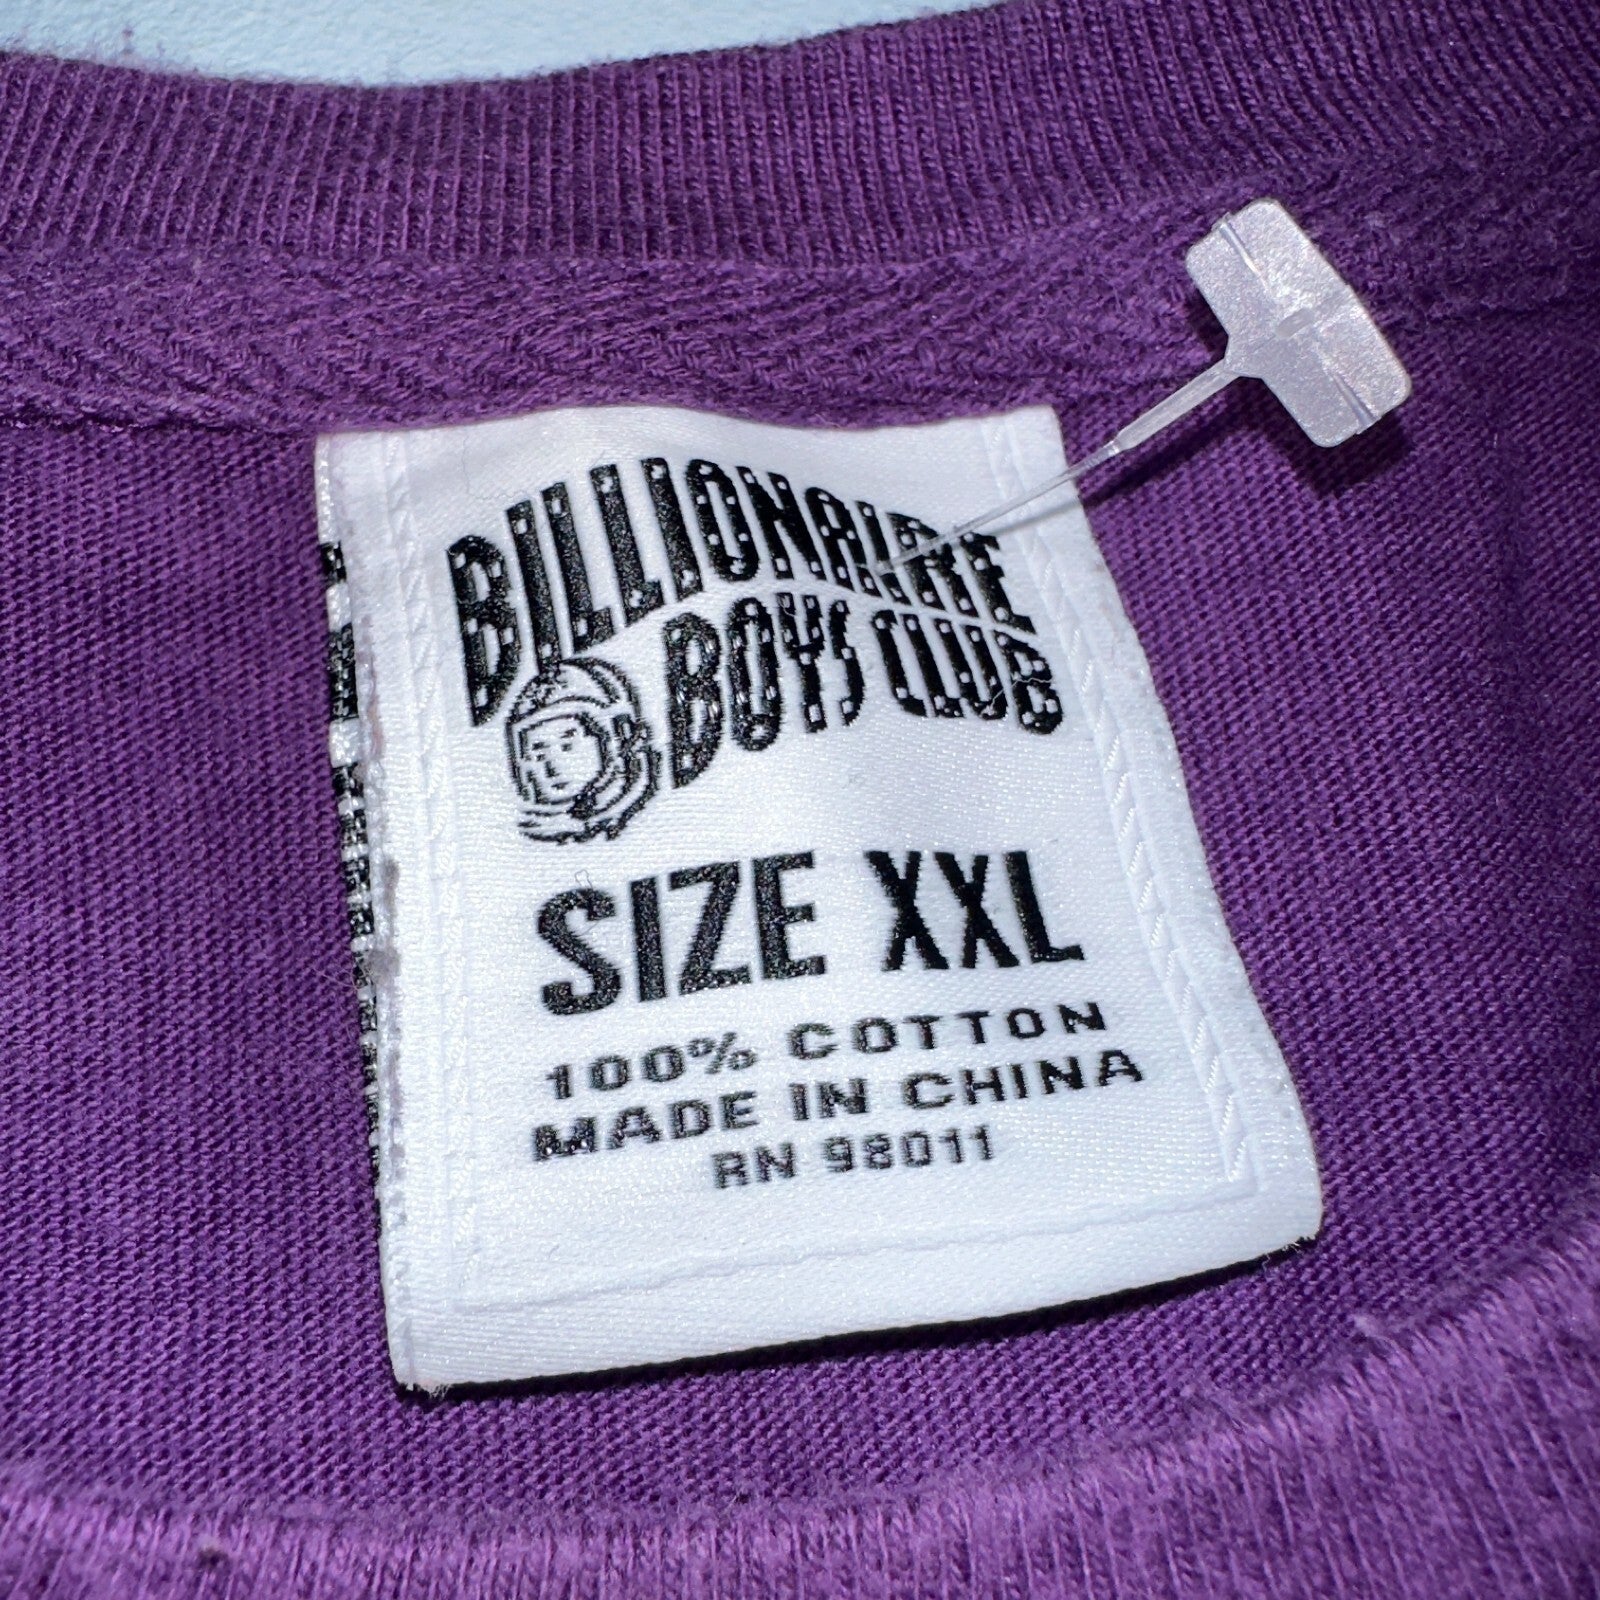 BILLIONAIRE
BOYS CLUB
SIZE XXL
100% COTTON
MADE IN CHINA
RN 98011